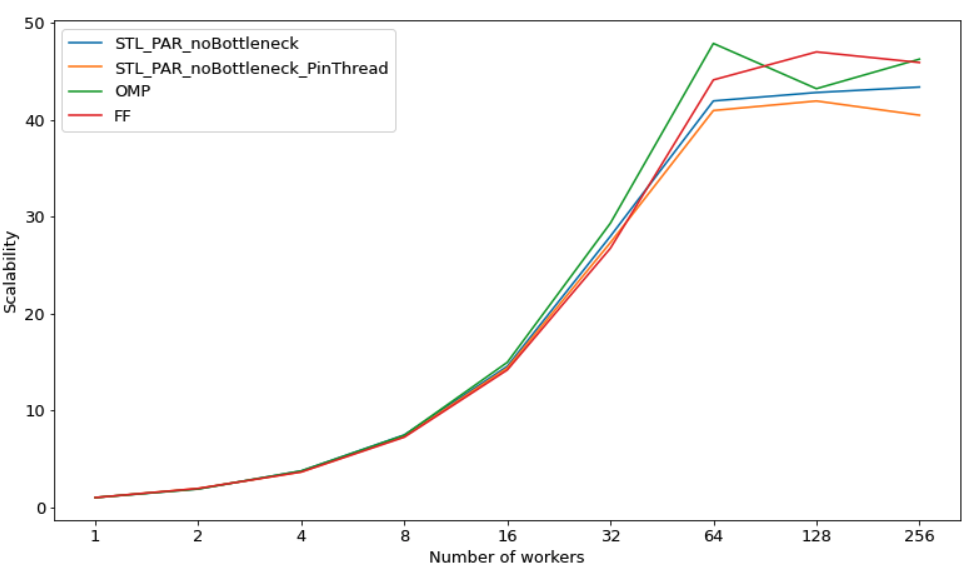 50
40
30
20
10
0
Scalability
STL_PAR_noBottleneck
STL_PAR_noBottleneck_PinThread
OMP
FF
1 2 4 8 16 32 64 128 256
Number of workers